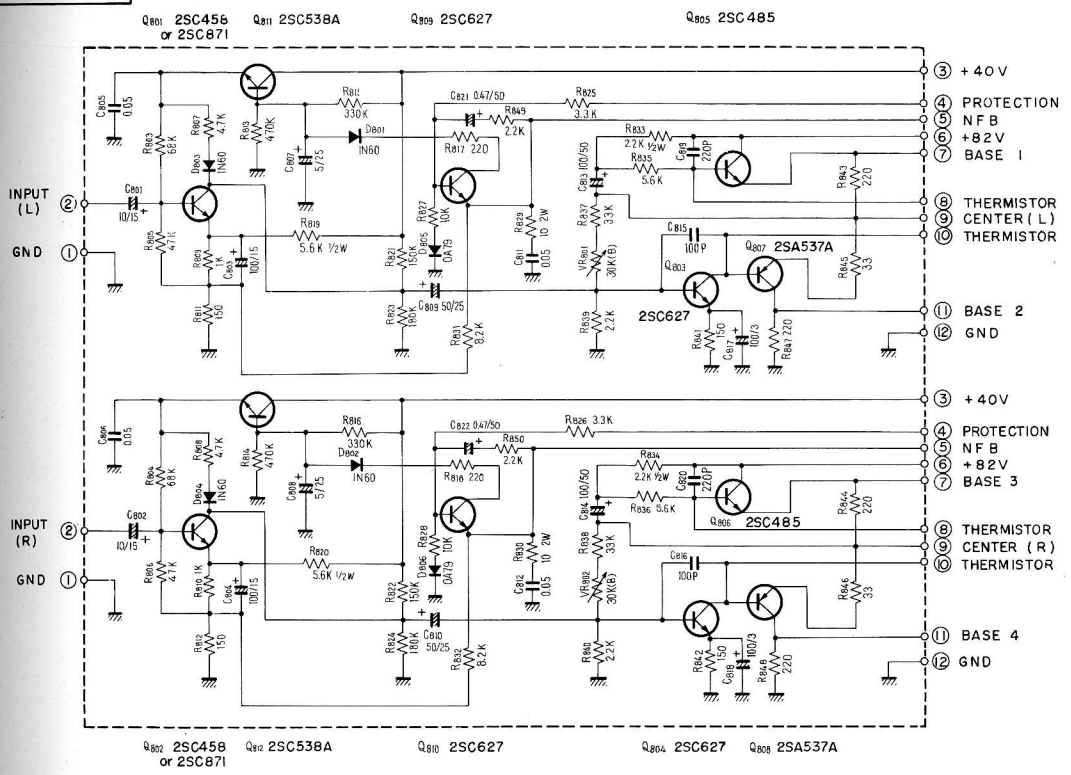 Q801 2SC458 or 2SC871
Q811 2SC538A
Q809 2SC627
Q805 2SC485
C805 0.05
R803 68K
R807 4.7K
D803 1N60
R813 470K
R815 330K
C807 5/25
D801 1N60
R817 220
C821 0.47/50
R849 2.2K
R825 3.3K
R833 2.2K ½W
R835 5.6K
C819 220P
C813 100/50
③ +40V
④ PROTECTION
⑤ NFB
⑥ +82V
⑦ BASE 1
R843 220
INPUT (L) ②
C801 10/15
R805 47K
R809 1K
C803 100/15
R819 5.6K ½W
R821 150K
R827 10K
D805 OA79
R829 10 2W
C811 0.05
R837 33K
VR801 30K(B)
C815 100P
Q807 2SA537A
Q803 2SC627
R845 33
⑧ THERMISTOR
⑨ CENTER (L)
⑩ THERMISTOR
GND ①
R811 150
R823 180K
C809 50/25
R831 8.2K
R839 2.2K
R841 150
C817 100/3
R847 220
⑪ BASE 2
⑫ GND
C806 0.05
R804 68K
R808 4.7K
D804 1N60
R814 470K
R816 330K
C808 5/25
D802 1N60
R818 220
C822 0.47/50
R850 2.2K
R826 3.3K
R834 2.2K ½W
R836 5.6K
C820 220P
C814 100/50
Q806 2SC485
③ +40V
④ PROTECTION
⑤ NFB
⑥ +82V
⑦ BASE 3
R844 220
INPUT (R) ②
C802 10/15
R806 47K
R810 1K
C804 100/15
R820 5.6K ½W
R822 150K
R828 10K
D806 OA79
R830 10 2W
C812 0.05
R838 33K
VR802 30K(B)
C816 100P
R846 33
⑧ THERMISTOR
⑨ CENTER (R)
⑩ THERMISTOR
GND ①
R812 150
R824 180K
C810 50/25
R832 8.2K
R840 2.2K
R842 150
C818 100/3
R848 220
⑪ BASE 4
⑫ GND
Q802 2SC458 or 2SC871
Q812 2SC538A
Q810 2SC627
Q804 2SC627
Q808 2SA537A